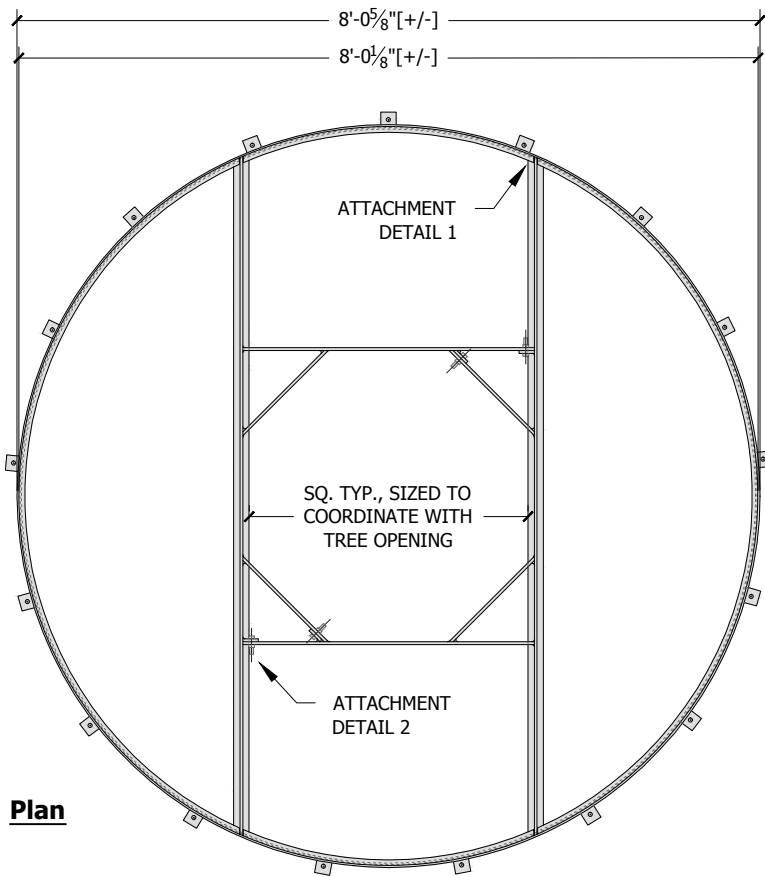 8'-0⅝"[+/-]
8'-0⅛"[+/-]
ATTACHMENT
DETAIL 1
SQ. TYP., SIZED TO
COORDINATE WITH
TREE OPENING
ATTACHMENT
DETAIL 2
Plan